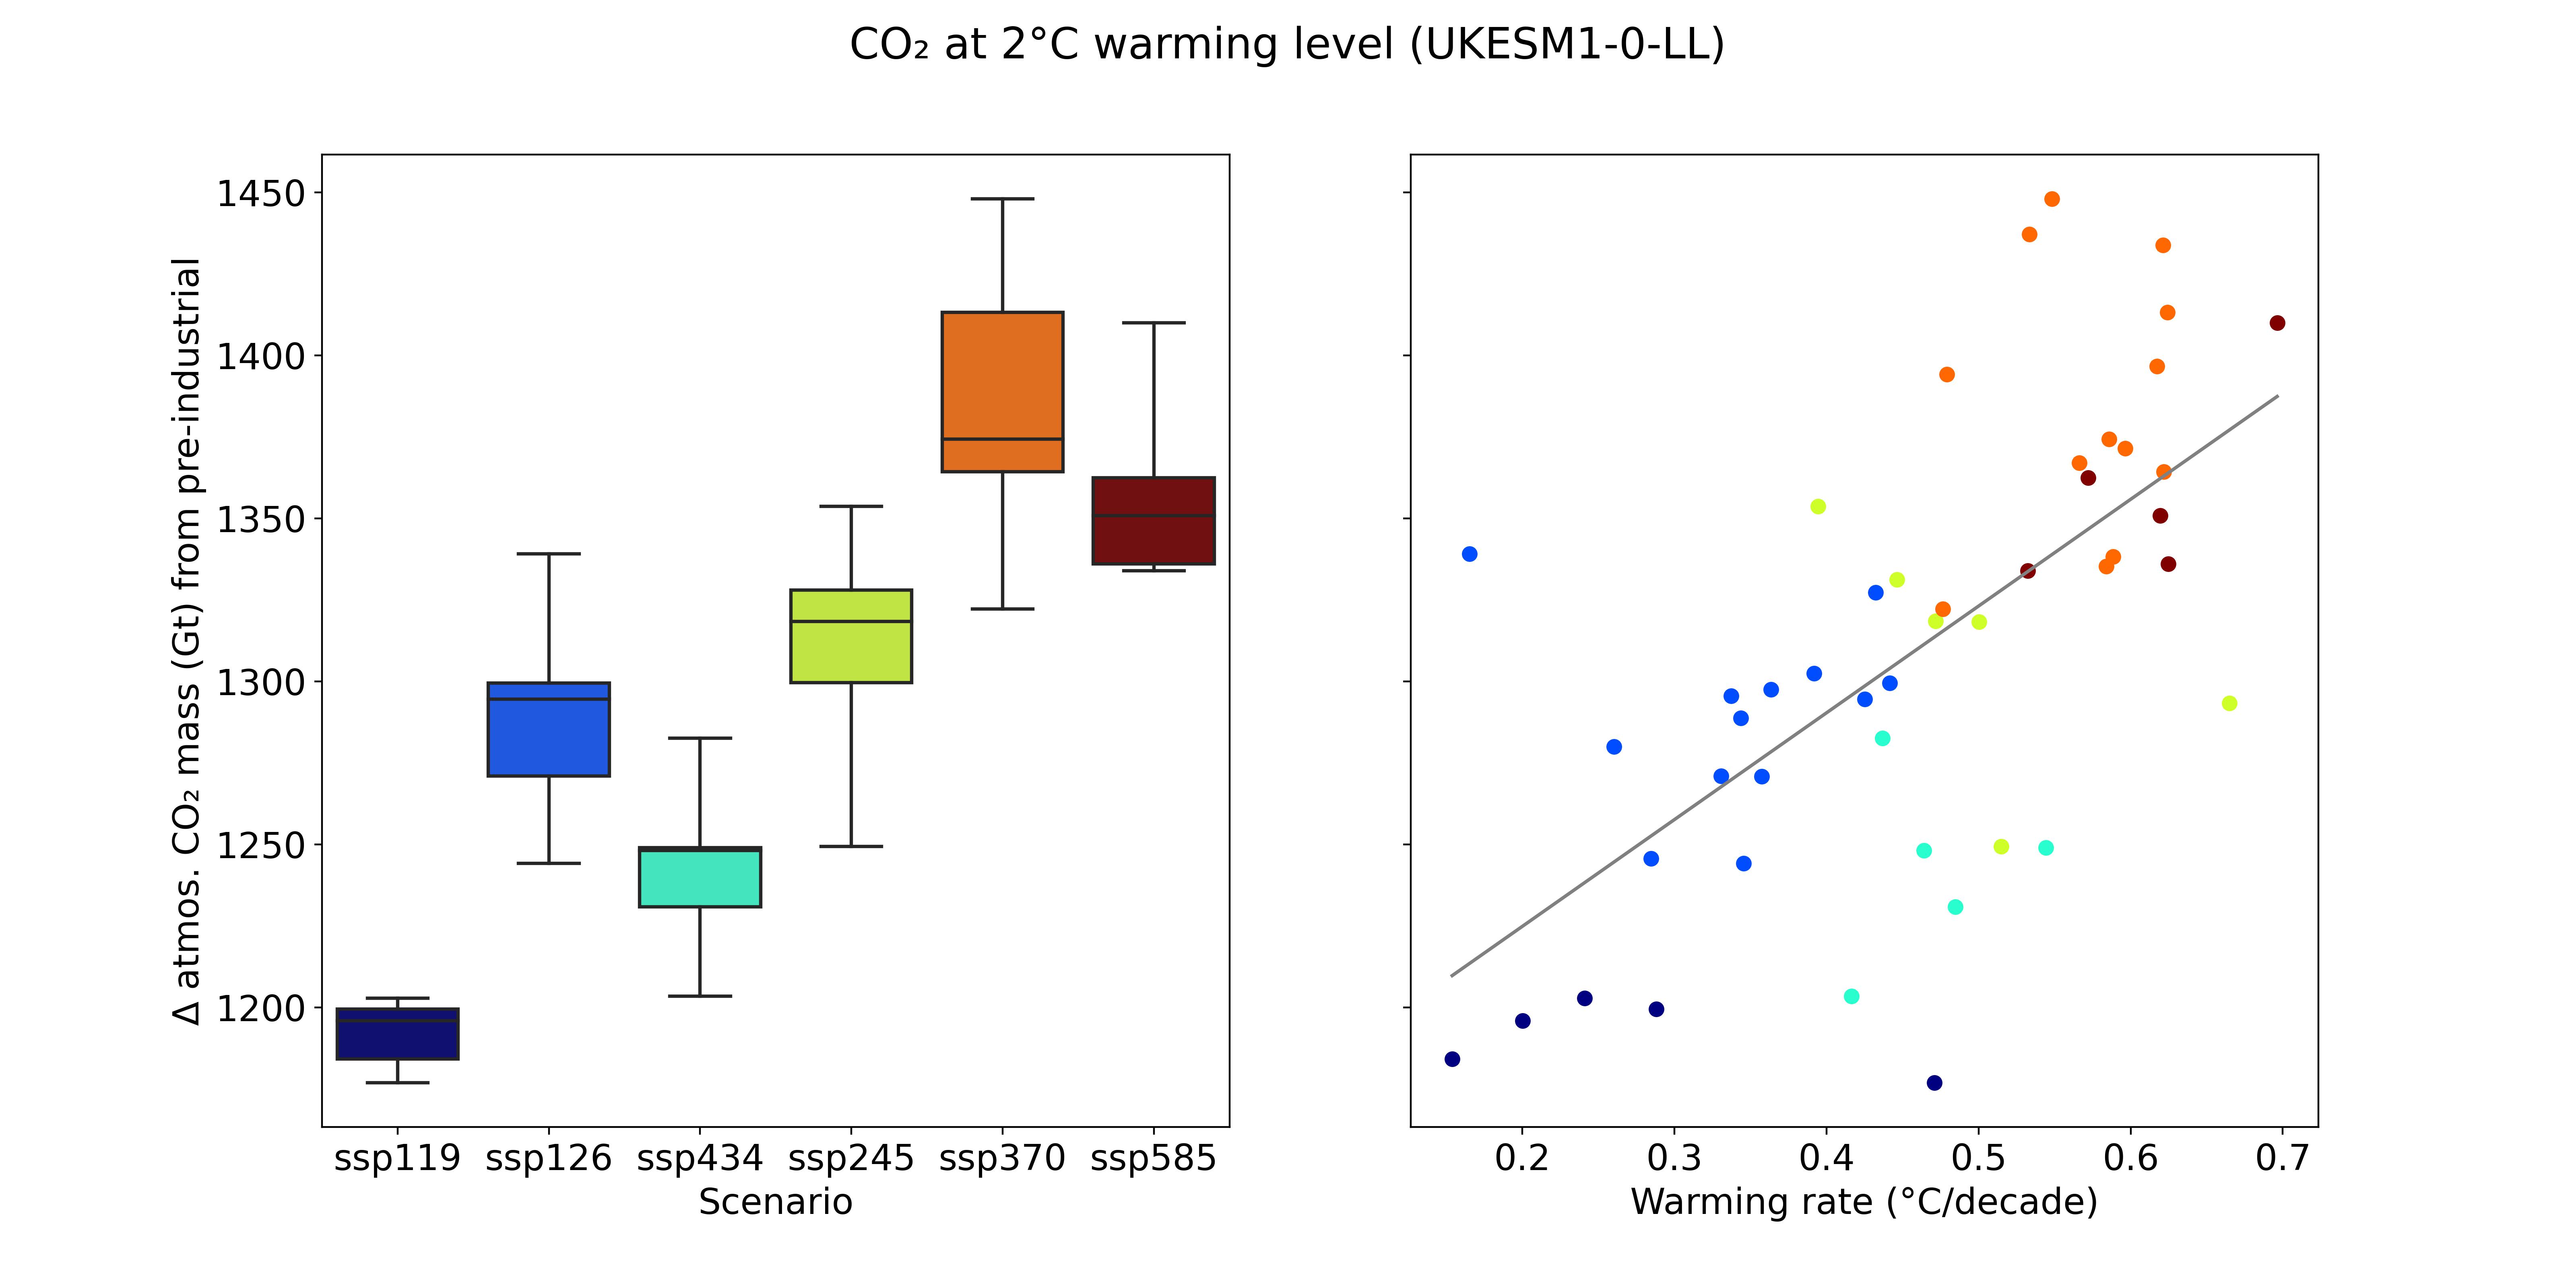 CO₂ at 2°C warming level (UKESM1-0-LL)
Δ atmos. CO₂ mass (Gt) from pre-industrial
1450
1400
1350
1300
1250
1200
ssp119 ssp126 ssp434 ssp245 ssp370 ssp585
Scenario
0.2 0.3 0.4 0.5 0.6 0.7
Warming rate (°C/decade)